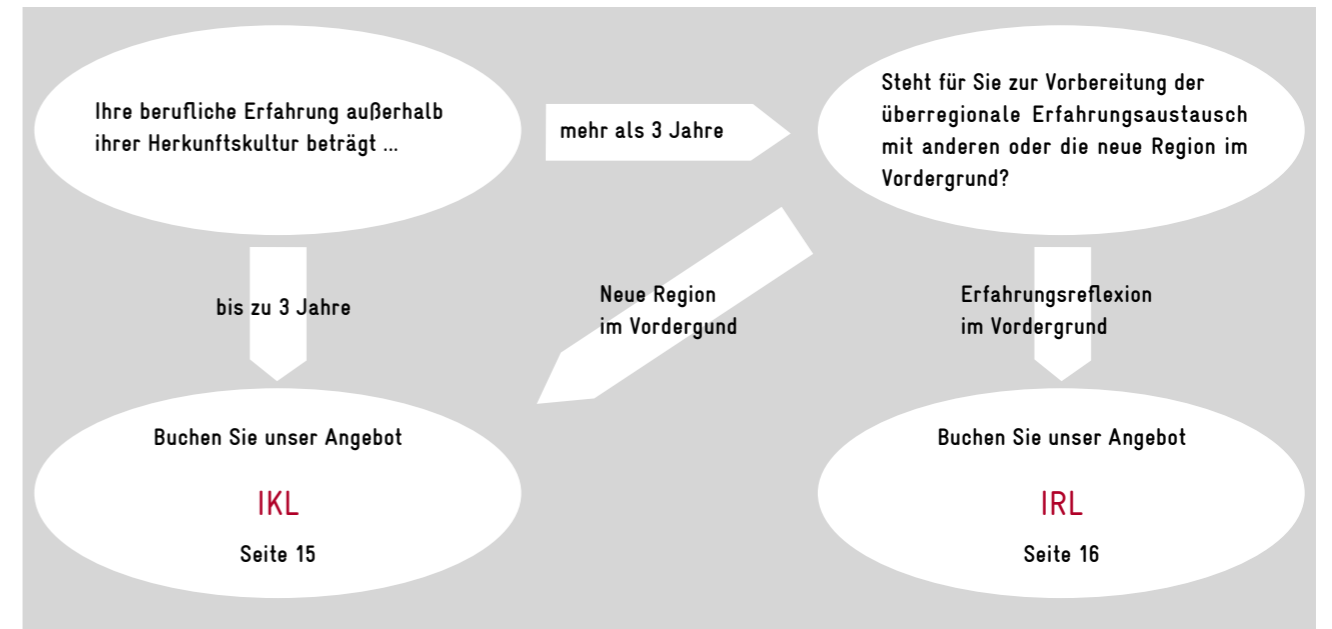 Ihre berufliche Erfahrung außerhalb
ihrer Herkunftskultur beträgt ...
mehr als 3 Jahre
Steht für Sie zur Vorbereitung der
überregionale Erfahrungsaustausch
mit anderen oder die neue Region im
Vordergrund?
bis zu 3 Jahre
Neue Region
im Vordergund
Erfahrungsreflexion
im Vordergrund
Buchen Sie unser Angebot
IKL
Seite 15
Buchen Sie unser Angebot
IRL
Seite 16